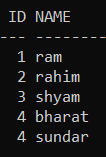 ID NAME
--- --------
1 ram
2 rahim
3 shyam
4 bharat
4 sundar